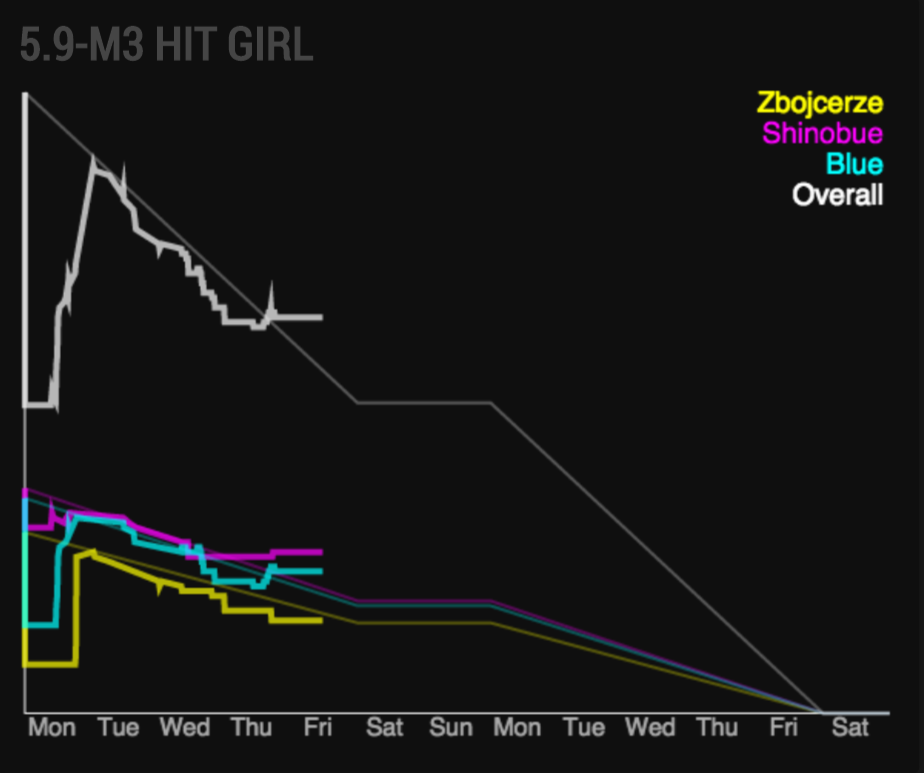 5.9-M3 HIT GIRL
Zbojcerze
Shinobue
Blue
Overall
Mon Tue Wed Thu Fri Sat Sun Mon Tue Wed Thu Fri Sat